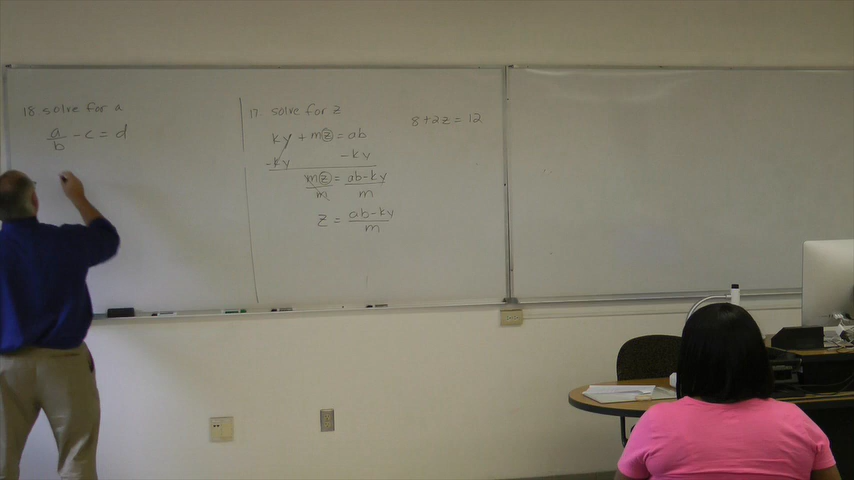 18. solve for a
a/b - c = d
17. solve for z
ky + mz = ab
-ky -ky
mz/m = ab-ky/m
z = ab-ky/m
8+2z = 12